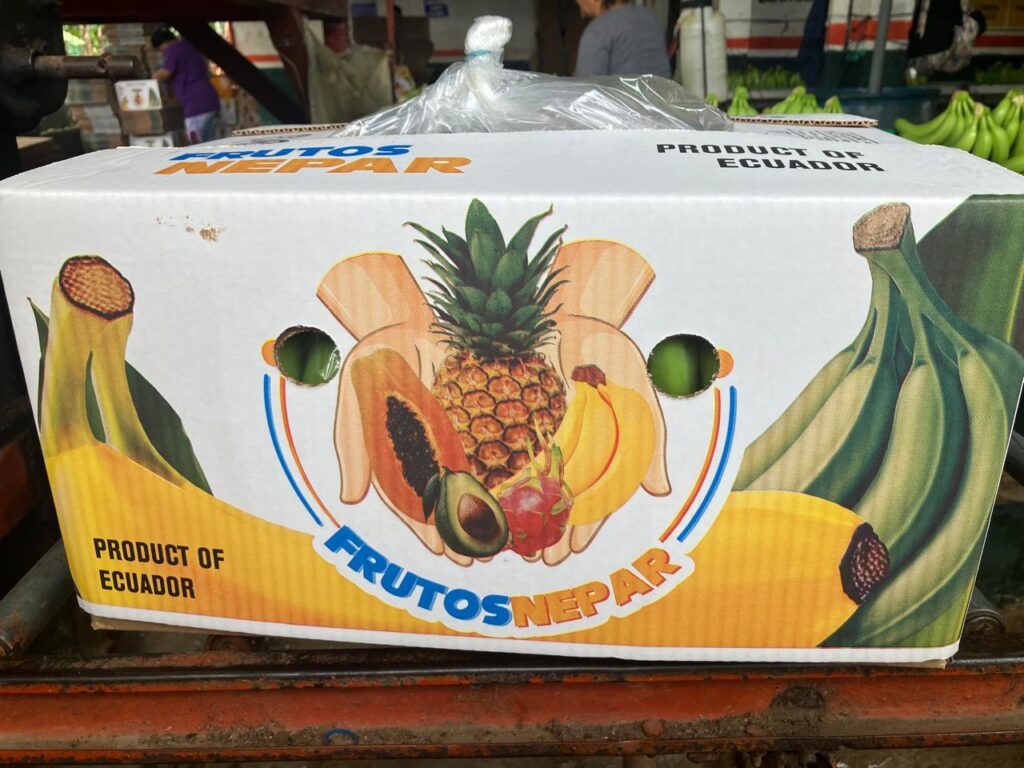 FRUTOS
NEPAR
PRODUCT OF
ECUADOR
PRODUCT OF
ECUADOR
FRUTOSNEPAR